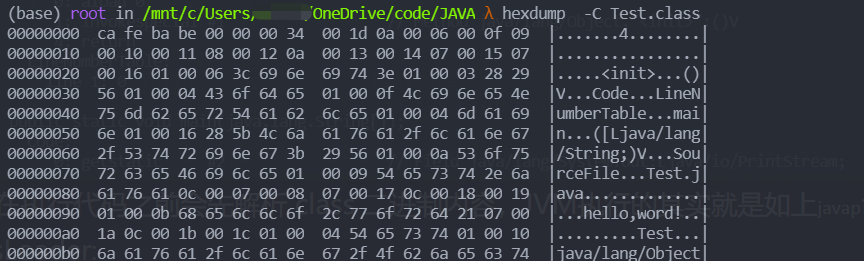 (base) root in /mnt/c/Users, /OneDrive/code/JAVA λ hexdump -C Test.class
00000000 ca fe ba be 00 00 00 34 00 1d 0a 00 06 00 0f 09 |.......4........|
00000010 00 10 00 11 08 00 12 0a 00 13 00 14 07 00 15 07 |................|
00000020 00 16 01 00 06 3c 69 6e 69 74 3e 01 00 03 28 29 |.....<init>...()|
00000030 56 01 00 04 43 6f 64 65 01 00 0f 4c 69 6e 65 4e |V...Code...LineN|
00000040 75 6d 62 65 72 54 61 62 6c 65 01 00 04 6d 61 69 |umberTable...mai|
00000050 6e 01 00 16 28 5b 4c 6a 61 76 61 2f 6c 61 6e 67 |n...([Ljava/lang|
00000060 2f 53 74 72 69 6e 67 3b 29 56 01 00 0a 53 6f 75 |/String;)V...Sou|
00000070 72 63 65 46 69 6c 65 01 00 09 54 65 73 74 2e 6a |rceFile...Test.j|
00000080 61 76 61 0c 00 07 00 08 07 00 17 0c 00 18 00 19 |ava.............|
00000090 01 00 0b 68 65 6c 6c 6f 2c 77 6f 72 64 21 07 00 |...hello,word!..|
000000a0 1a 0c 00 1b 00 1c 01 00 04 54 65 73 74 01 00 10 |.........Test...|
000000b0 6a 61 76 61 2f 6c 61 6e 67 2f 4f 62 6a 65 63 74 |java/lang/Object|